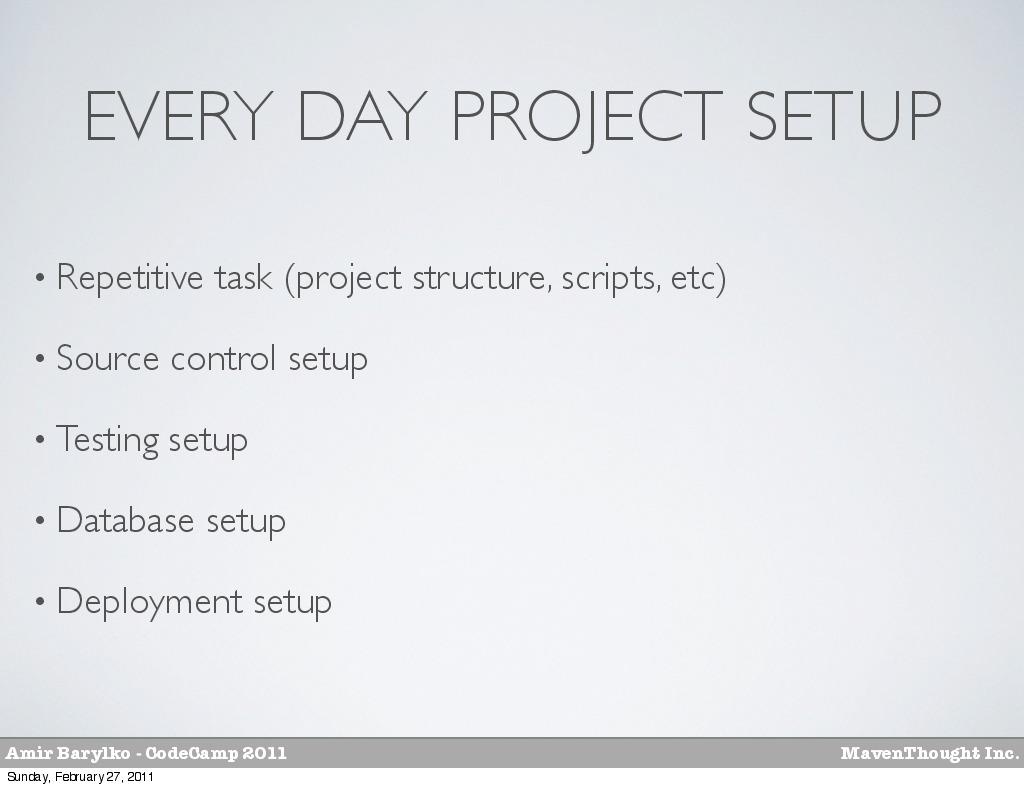 EVERY DAY PROJECT SETUP
• Repetitive task (project structure, scripts, etc)
• Source control setup
• Testing setup
• Database setup
• Deployment setup
Amir Barylko - CodeCamp 2011
MavenThought Inc.
Sunday, February 27, 2011